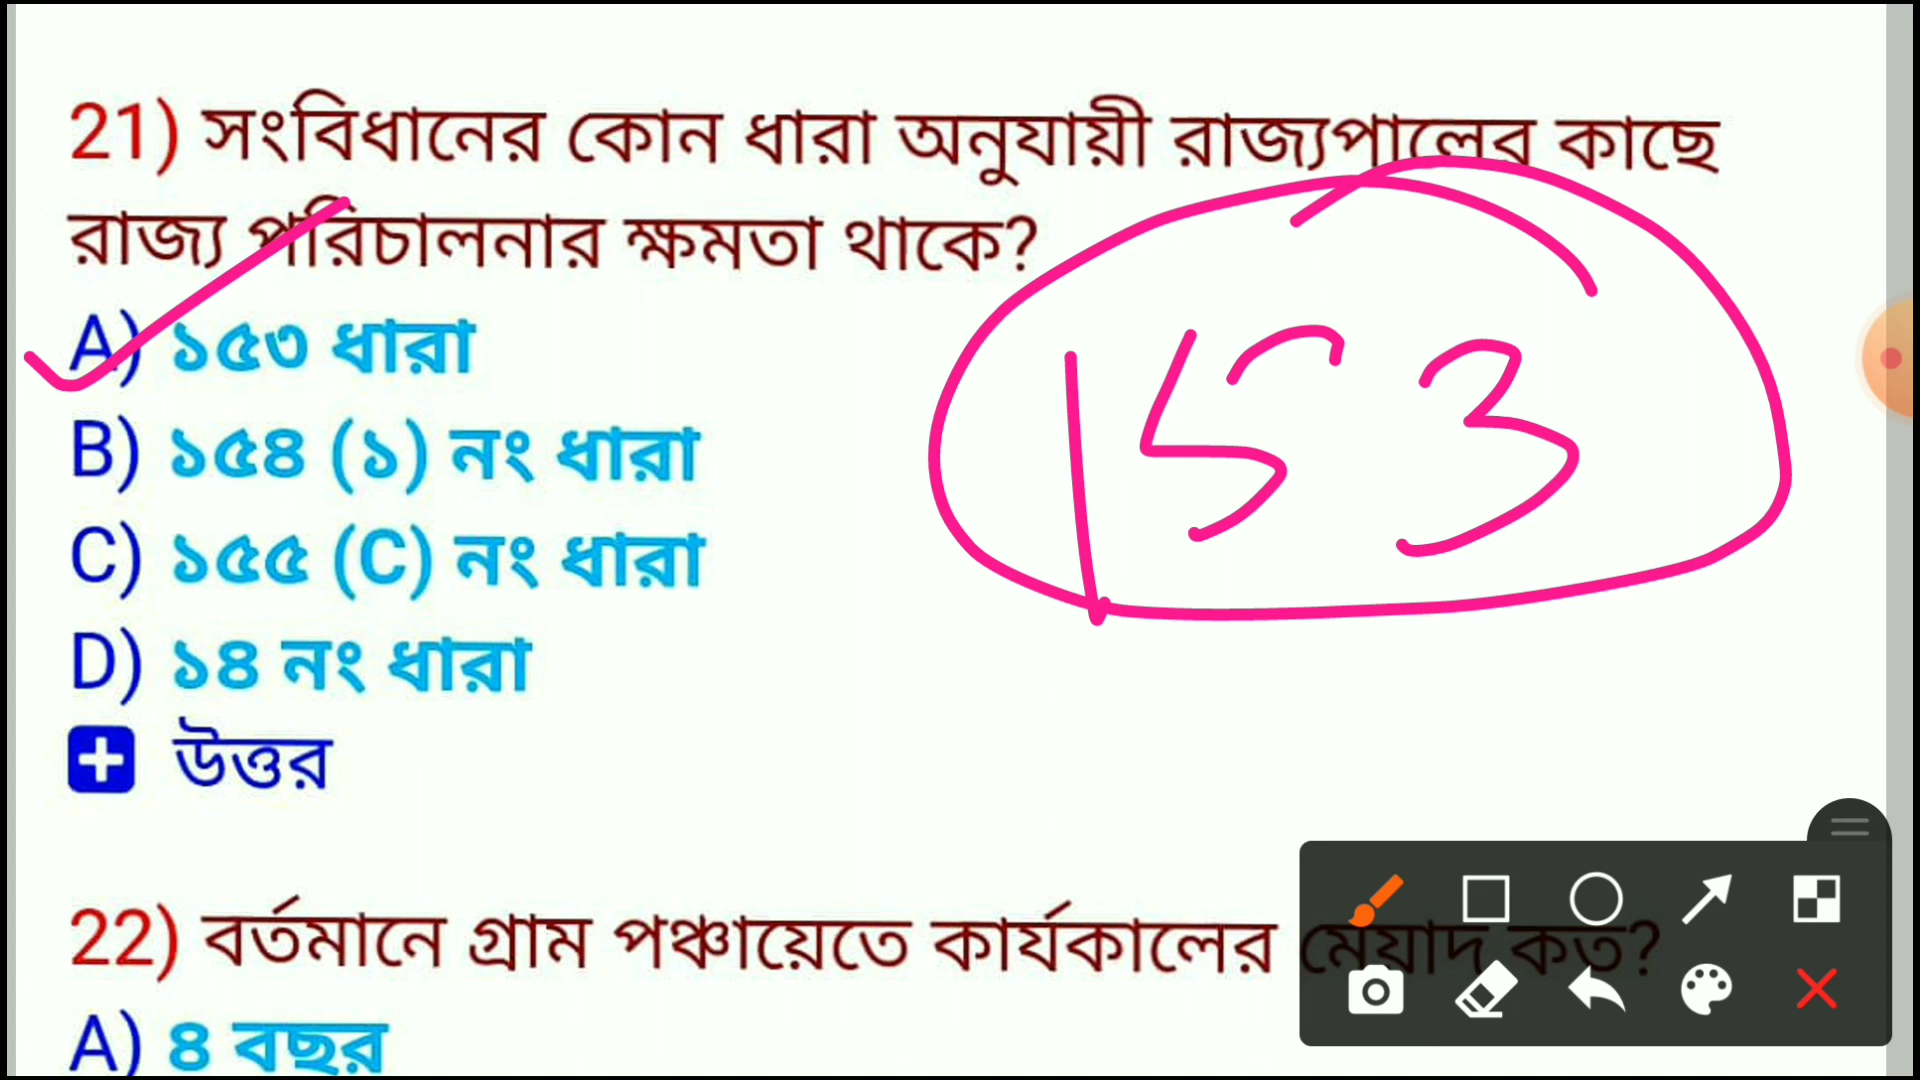 21) সংবিধানের কোন ধারা অনুযায়ী রাজ্যপালের কাছে
রাজ্য পরিচালনার ক্ষমতা থাকে?
A) ১৫৩ ধারা
B) ১৫৪ (১) নং ধারা
C) ১৫৫ (C) নং ধারা
D) ১৪ নং ধারা
উত্তর
153
22) বর্তমানে গ্রাম পঞ্চায়েতে কার্যকালের মেয়াদ কত?
A) ৪ বছর